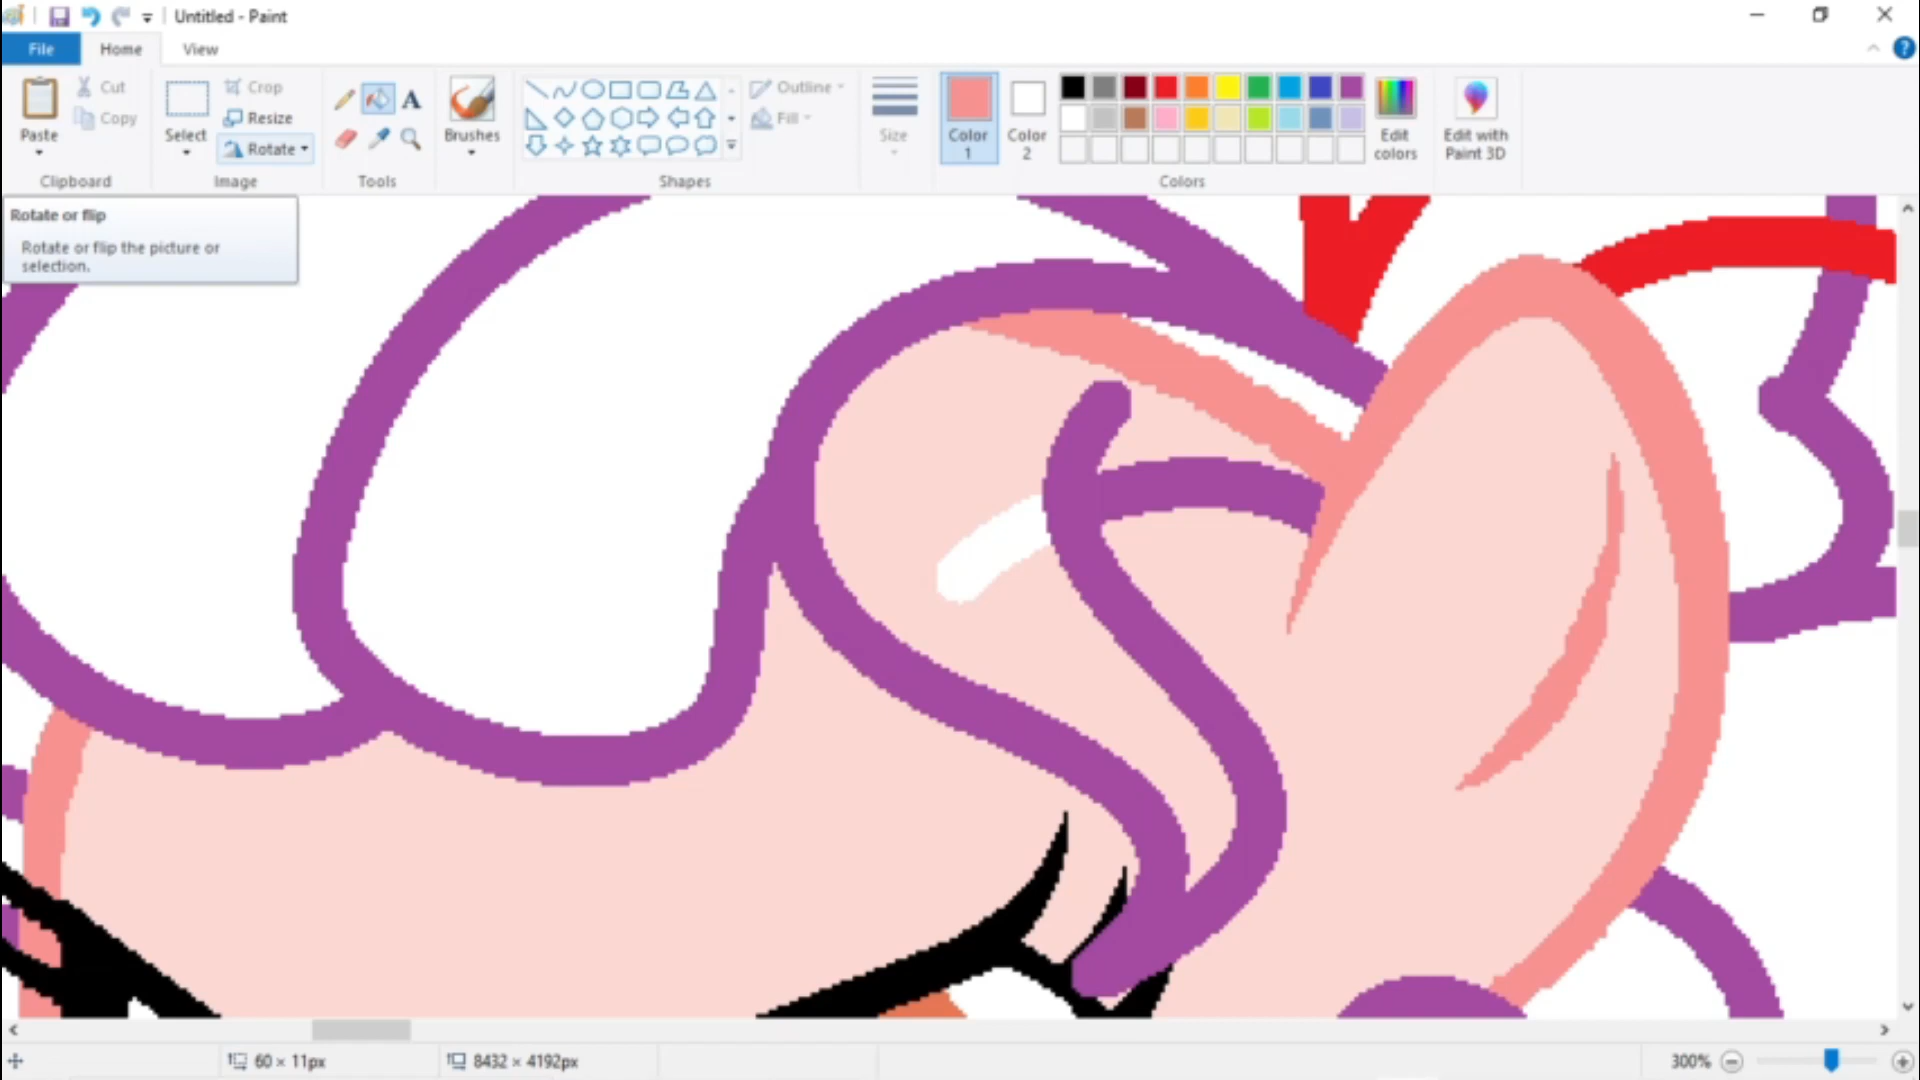 Untitled - Paint
File Home View
Paste
Cut
Copy
Clipboard
Select
Crop
Resize
Rotate
Image
Tools
Brushes
Shapes
Outline
Fill
Size
Color 1
Color 2
Edit colors
Edit with Paint 3D
Colors
Rotate or flip
Rotate or flip the picture or
selection.
60 × 11px
8432 × 4192px
300%